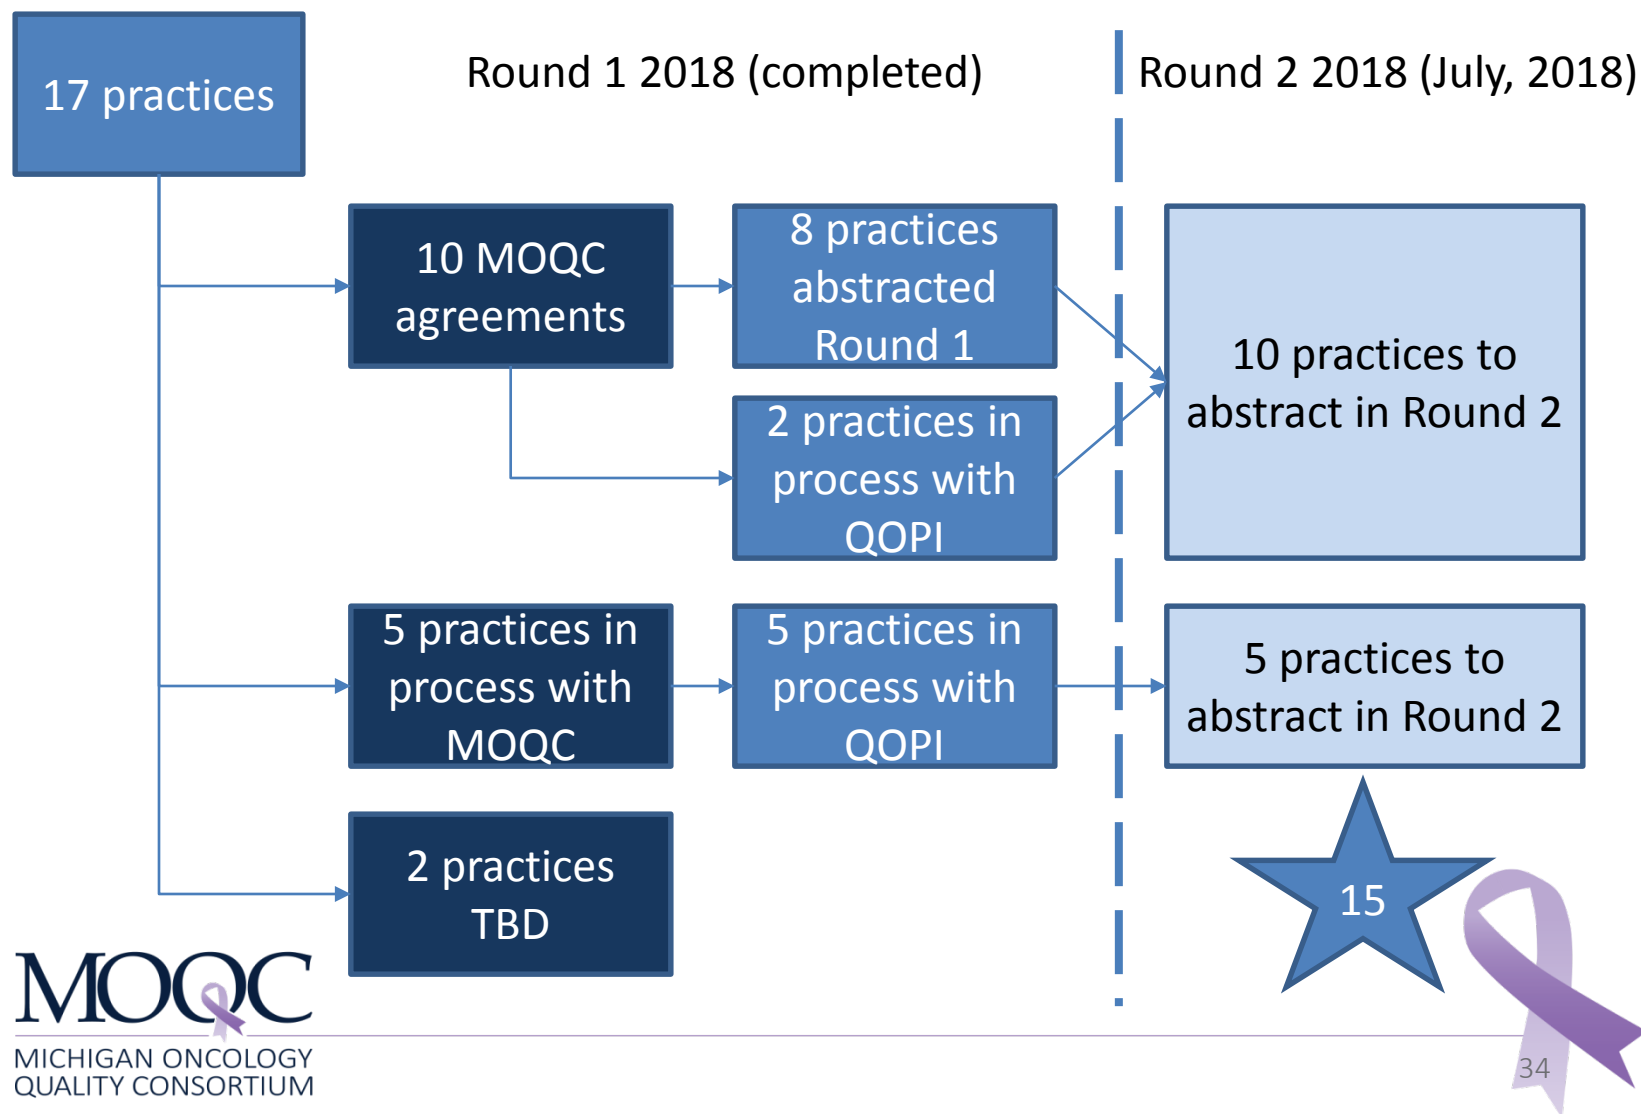 17 practices
Round 1 2018 (completed)
Round 2 2018 (July, 2018)
10 MOQC
agreements
8 practices
abstracted
Round 1
2 practices in
process with
QOPI
10 practices to
abstract in Round 2
5 practices in
process with
MOQC
5 practices in
process with
QOPI
5 practices to
abstract in Round 2
2 practices
TBD
15
MOQC
MICHIGAN ONCOLOGY
QUALITY CONSORTIUM
34